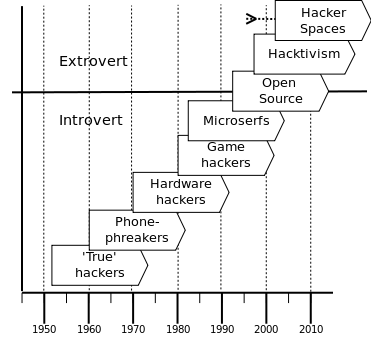 Hacker
Spaces
Extrovert
Hacktivism
Open
Source
Introvert
Microserfs
Game
hackers
Hardware
hackers
Phone-
phreakers
'True'
hackers
1950 1960 1970 1980 1990 2000 2010